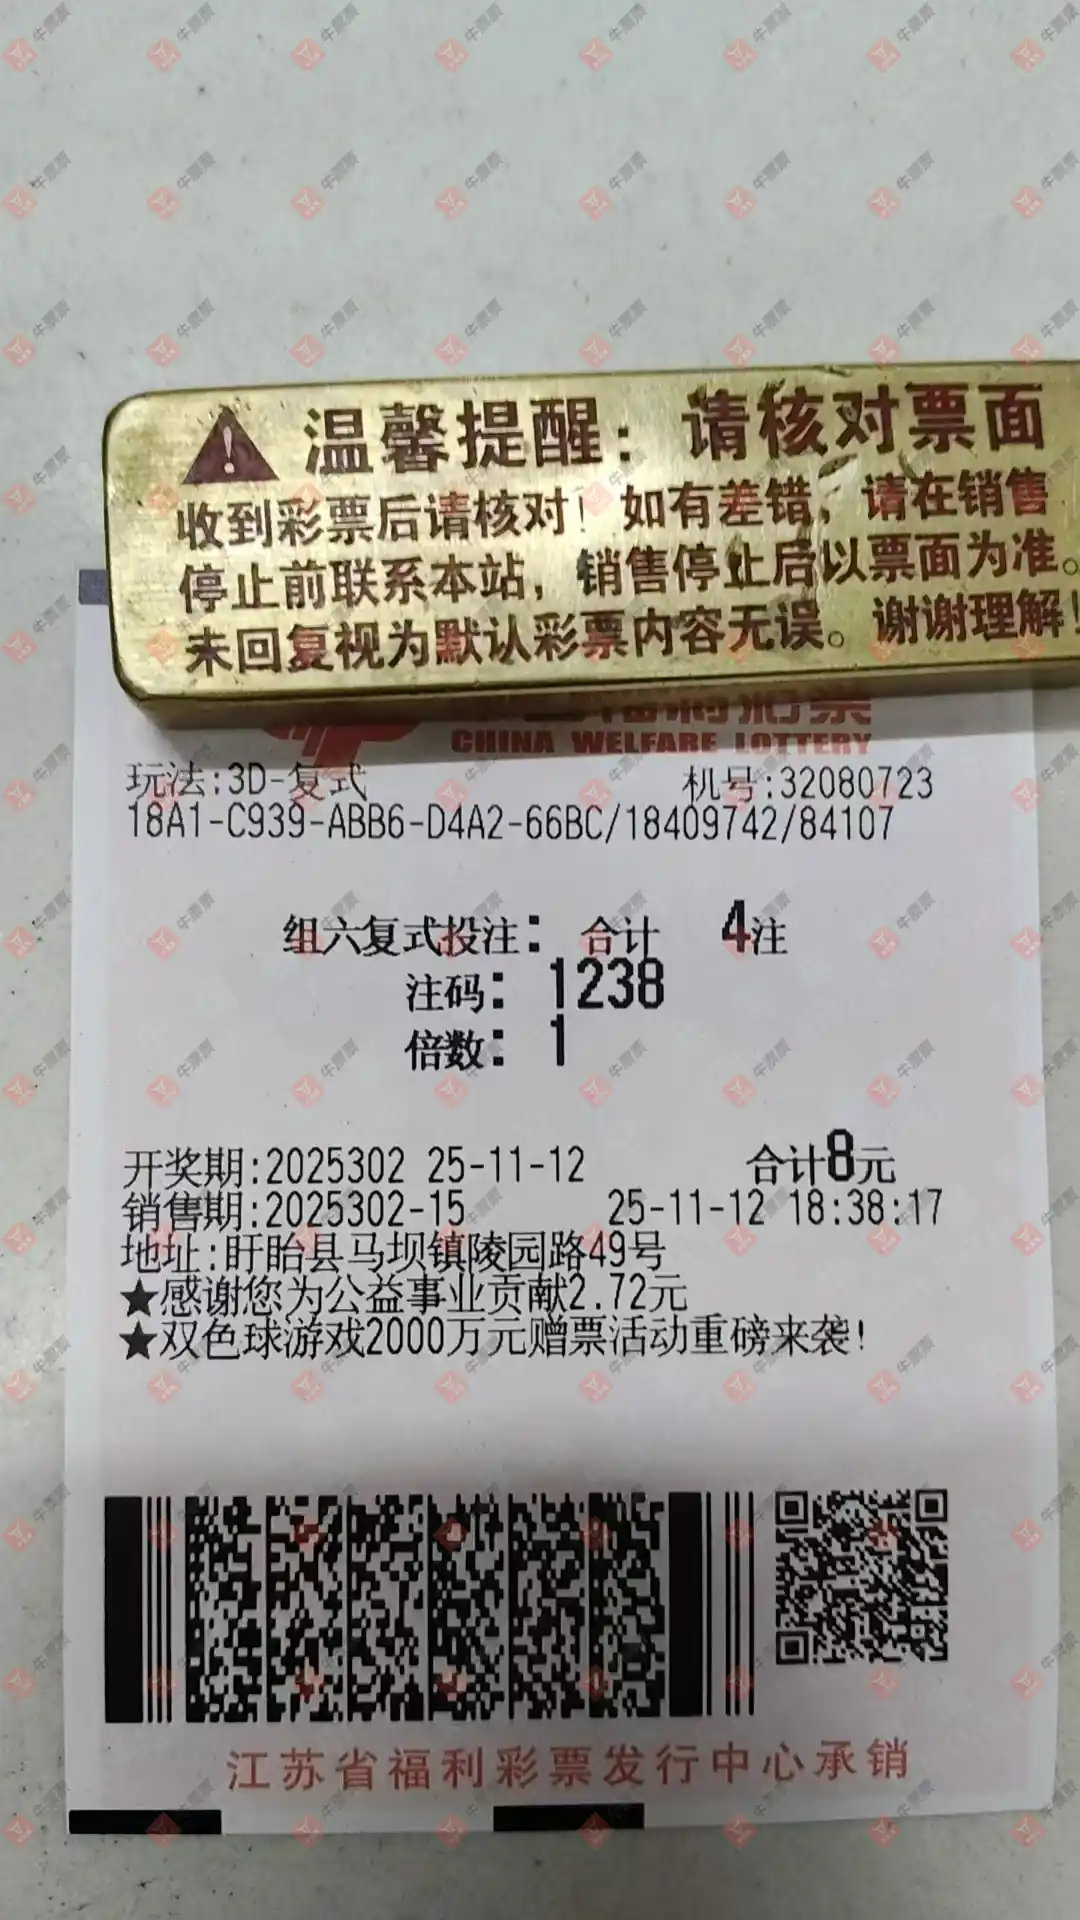 温馨提醒：请核对票面
收到彩票后请核对！如有差错，请在销售
停止前联系本站，销售停止后以票面为准。
未回复视为默认彩票内容无误。谢谢理解！
CHINA WELFARE LOTTERY
玩法:3D-复式 机号:32080723
18A1-C939-ABB6-D4A2-66BC/18409742/84107
组六复式投注：合计 4注
注码：1238
倍数：1
开奖期:2025302 25-11-12 合计8元
销售期:2025302-15 25-11-12 18:38:17
地址:盱眙县马坝镇陵园路49号
★感谢您为公益事业贡献2.72元
★双色球游戏2000万元赠票活动重磅来袭!
江苏省福利彩票发行中心承销
牛票票